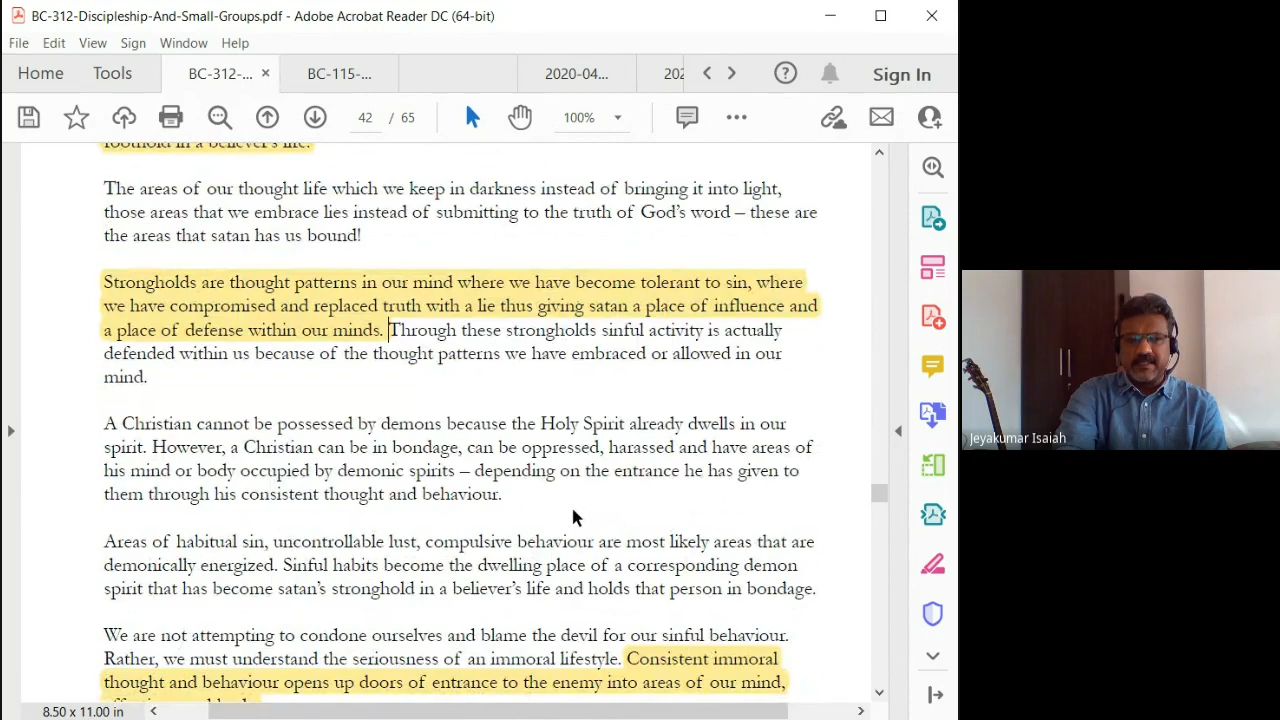 BC-312-Discipleship-And-Small-Groups.pdf - Adobe Acrobat Reader DC (64-bit)
File Edit View Sign Window Help
Home Tools BC-312-... BC-115-... 2020-04... 202 Sign In
42 / 65 100%
foothold in a believer's life.
The areas of our thought life which we keep in darkness instead of bringing it into light,
those areas that we embrace lies instead of submitting to the truth of God's word – these are
the areas that satan has us bound!
Strongholds are thought patterns in our mind where we have become tolerant to sin, where
we have compromised and replaced truth with a lie thus giving satan a place of influence and
a place of defense within our minds. Through these strongholds sinful activity is actually
defended within us because of the thought patterns we have embraced or allowed in our
mind.
A Christian cannot be possessed by demons because the Holy Spirit already dwells in our
spirit. However, a Christian can be in bondage, can be oppressed, harassed and have areas of
his mind or body occupied by demonic spirits – depending on the entrance he has given to
them through his consistent thought and behaviour.
Areas of habitual sin, uncontrollable lust, compulsive behaviour are most likely areas that are
demonically energized. Sinful habits become the dwelling place of a corresponding demon
spirit that has become satan's stronghold in a believer's life and holds that person in bondage.
We are not attempting to condone ourselves and blame the devil for our sinful behaviour.
Rather, we must understand the seriousness of an immoral lifestyle. Consistent immoral
thought and behaviour opens up doors of entrance to the enemy into areas of our mind,
8.50 x 11.00 in
Jeyakumar Isaiah